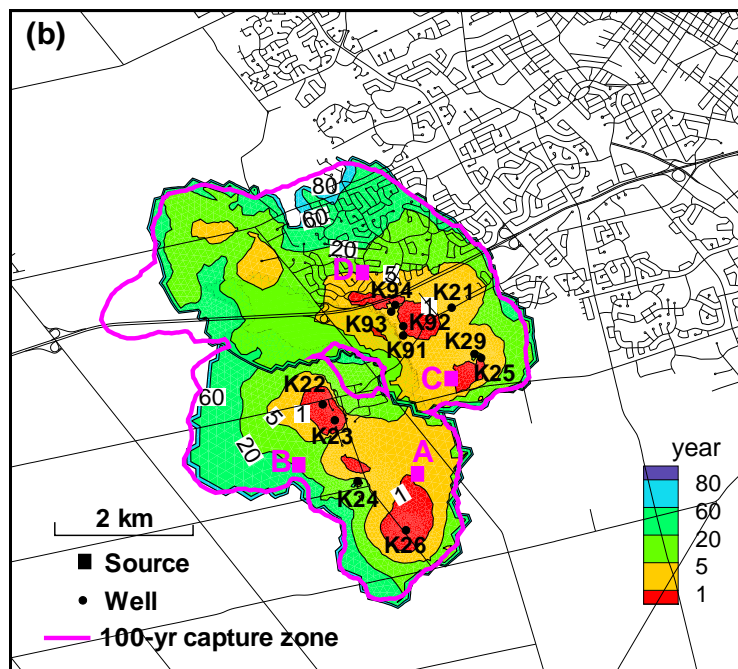 (b)
80
60
20
D
5
K94
1
K21
K93
K92
K91
K29
C
K25
60
K22
1
5
K23
20
B
A
K24
1
K26
year
80
60
20
5
1
2 km
Source
Well
100-yr capture zone